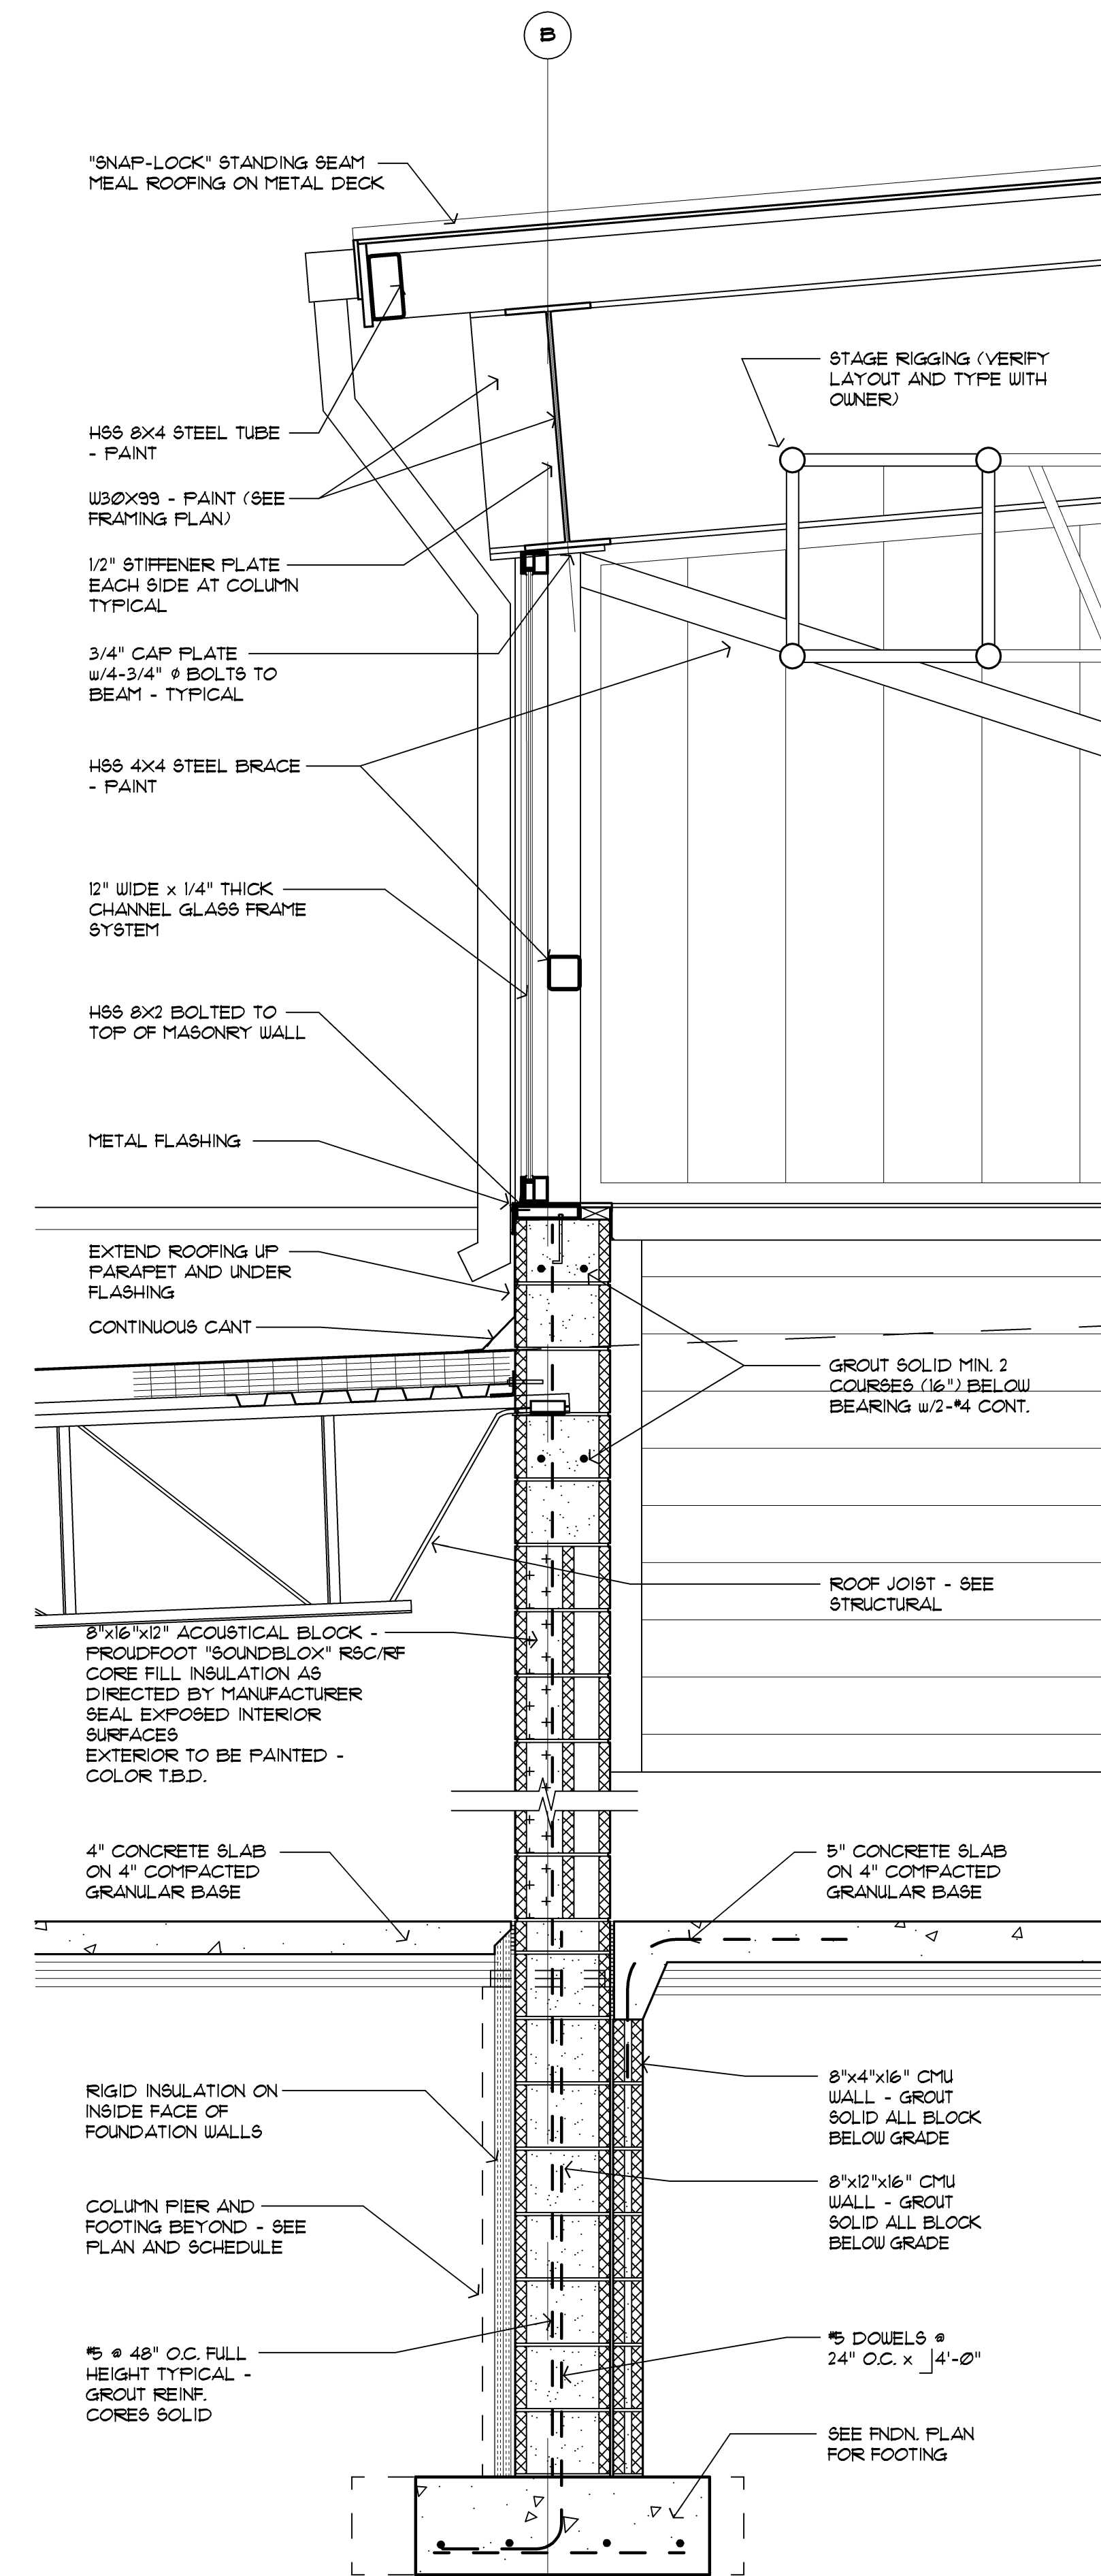 B
"SNAP-LOCK" STANDING SEAM
MEAL ROOFING ON METAL DECK
STAGE RIGGING (VERIFY
LAYOUT AND TYPE WITH
OWNER)
HSS 8X4 STEEL TUBE
- PAINT
W30X99 - PAINT (SEE
FRAMING PLAN)
1/2" STIFFENER PLATE
EACH SIDE AT COLUMN
TYPICAL
3/4" CAP PLATE
w/4-3/4" ø BOLTS TO
BEAM - TYPICAL
HSS 4X4 STEEL BRACE
- PAINT
12" WIDE x 1/4" THICK
CHANNEL GLASS FRAME
SYSTEM
HSS 8X2 BOLTED TO
TOP OF MASONRY WALL
METAL FLASHING
EXTEND ROOFING UP
PARAPET AND UNDER
FLASHING
CONTINUOUS CANT
GROUT SOLID MIN. 2
COURSES (16") BELOW
BEARING w/2-#4 CONT.
ROOF JOIST - SEE
STRUCTURAL
8"x16"x12" ACOUSTICAL BLOCK -
PROUDFOOT "SOUNDBLOX" RSC/RF
CORE FILL INSULATION AS
DIRECTED BY MANUFACTURER
SEAL EXPOSED INTERIOR
SURFACES
EXTERIOR TO BE PAINTED -
COLOR T.B.D.
4" CONCRETE SLAB
ON 4" COMPACTED
GRANULAR BASE
5" CONCRETE SLAB
ON 4" COMPACTED
GRANULAR BASE
RIGID INSULATION ON
INSIDE FACE OF
FOUNDATION WALLS
8"x4"x16" CMU
WALL - GROUT
SOLID ALL BLOCK
BELOW GRADE
8"x12"x16" CMU
WALL - GROUT
SOLID ALL BLOCK
BELOW GRADE
COLUMN PIER AND
FOOTING BEYOND - SEE
PLAN AND SCHEDULE
#5 @ 48" O.C. FULL
HEIGHT TYPICAL -
GROUT REINF.
CORES SOLID
#5 DOWELS @
24" O.C. x 4'-0"
SEE FNDN. PLAN
FOR FOOTING